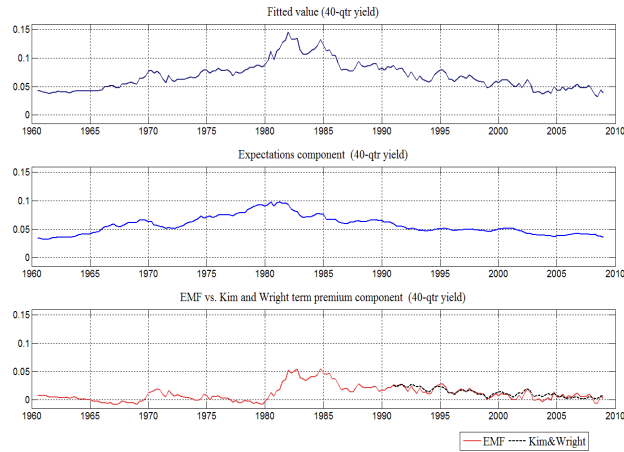 Fitted value (40-qtr yield)
0.15
0.1
0.05
0
1960 1965 1970 1975 1980 1985 1990 1995 2000 2005 2010
Expectations component (40-qtr yield)
0.15
0.1
0.05
0
1960 1965 1970 1975 1980 1985 1990 1995 2000 2005 2010
EMF vs. Kim and Wright term premium component (40-qtr yield)
0.15
0.1
0.05
0
1960 1965 1970 1975 1980 1985 1990 1995 2000 2005 2010
EMF Kim&Wright